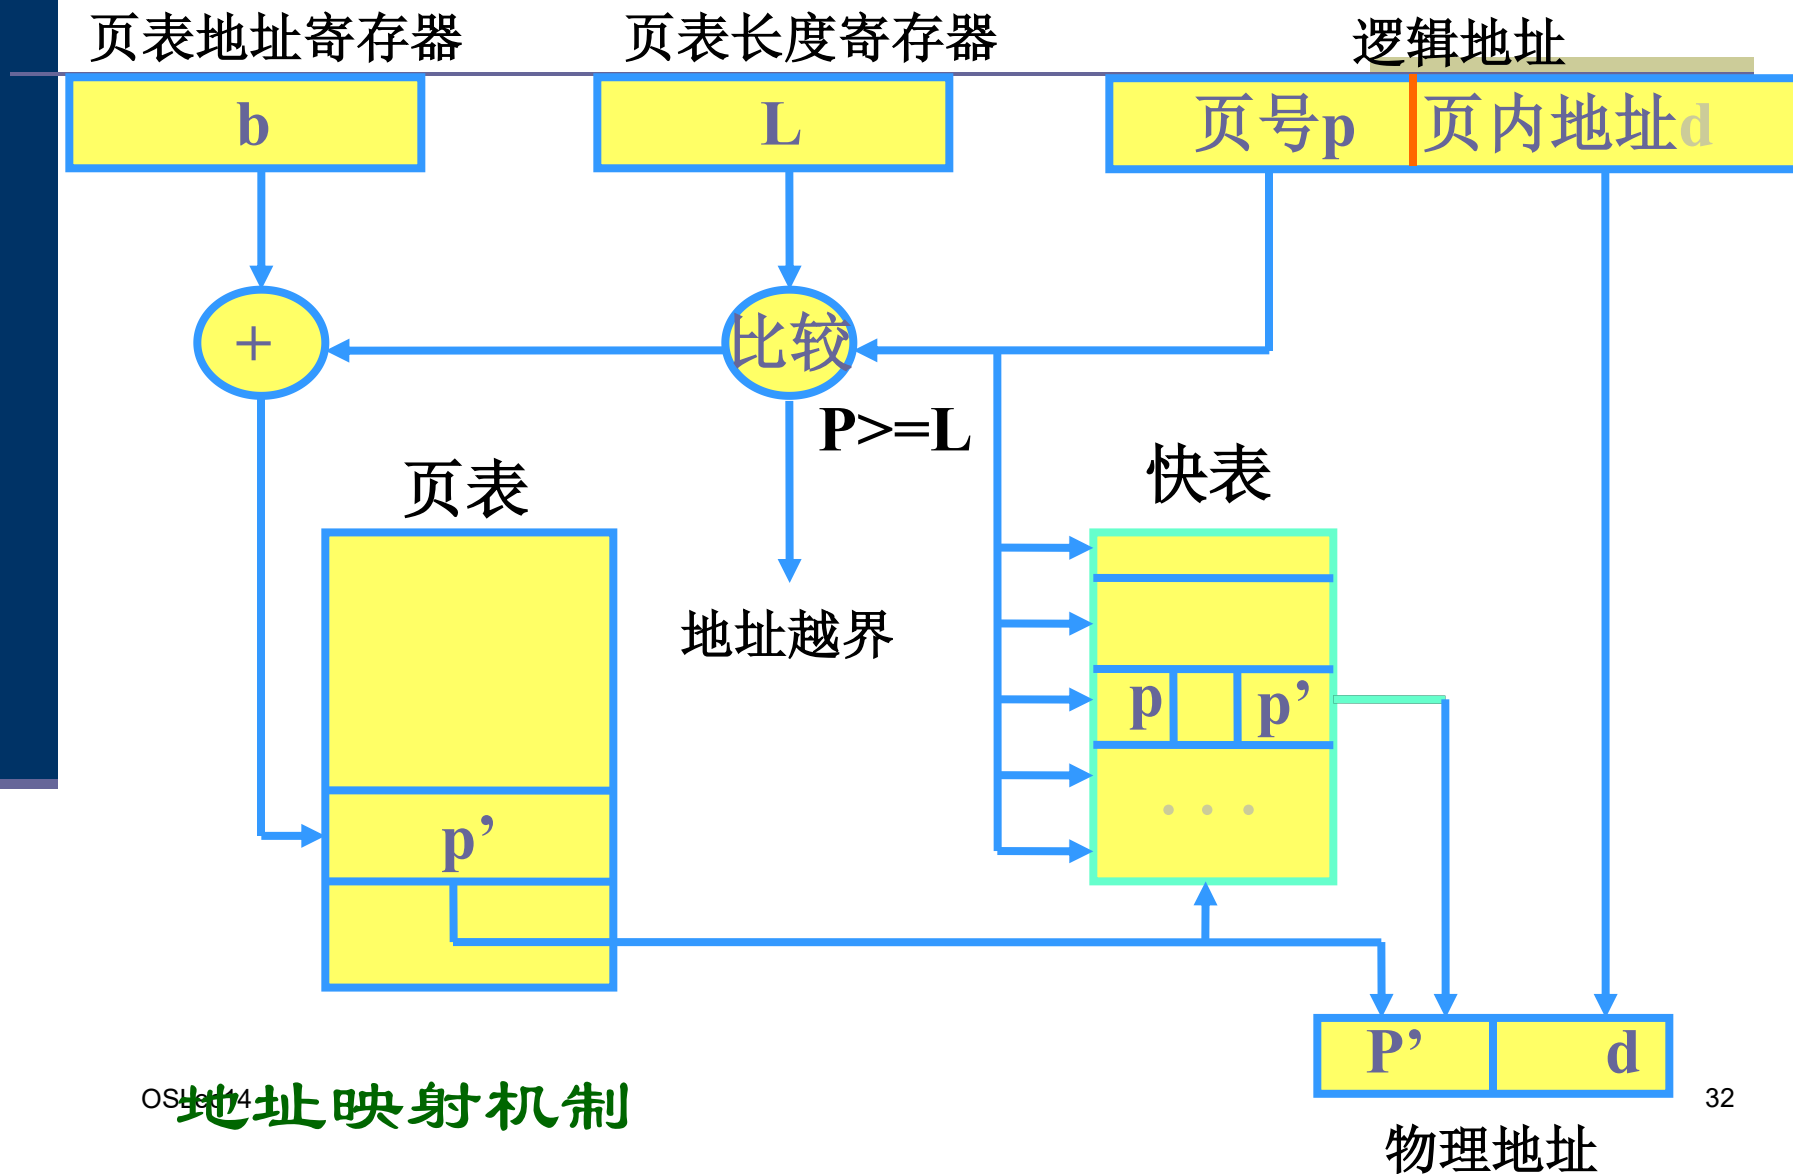 页表地址寄存器
页表长度寄存器
逻辑地址
b
L
页号p
页内地址d
+
比较
P>=L
页表
快表
地址越界
p
p’
p’
· · ·
P’
d
地址映射机制
32
物理地址